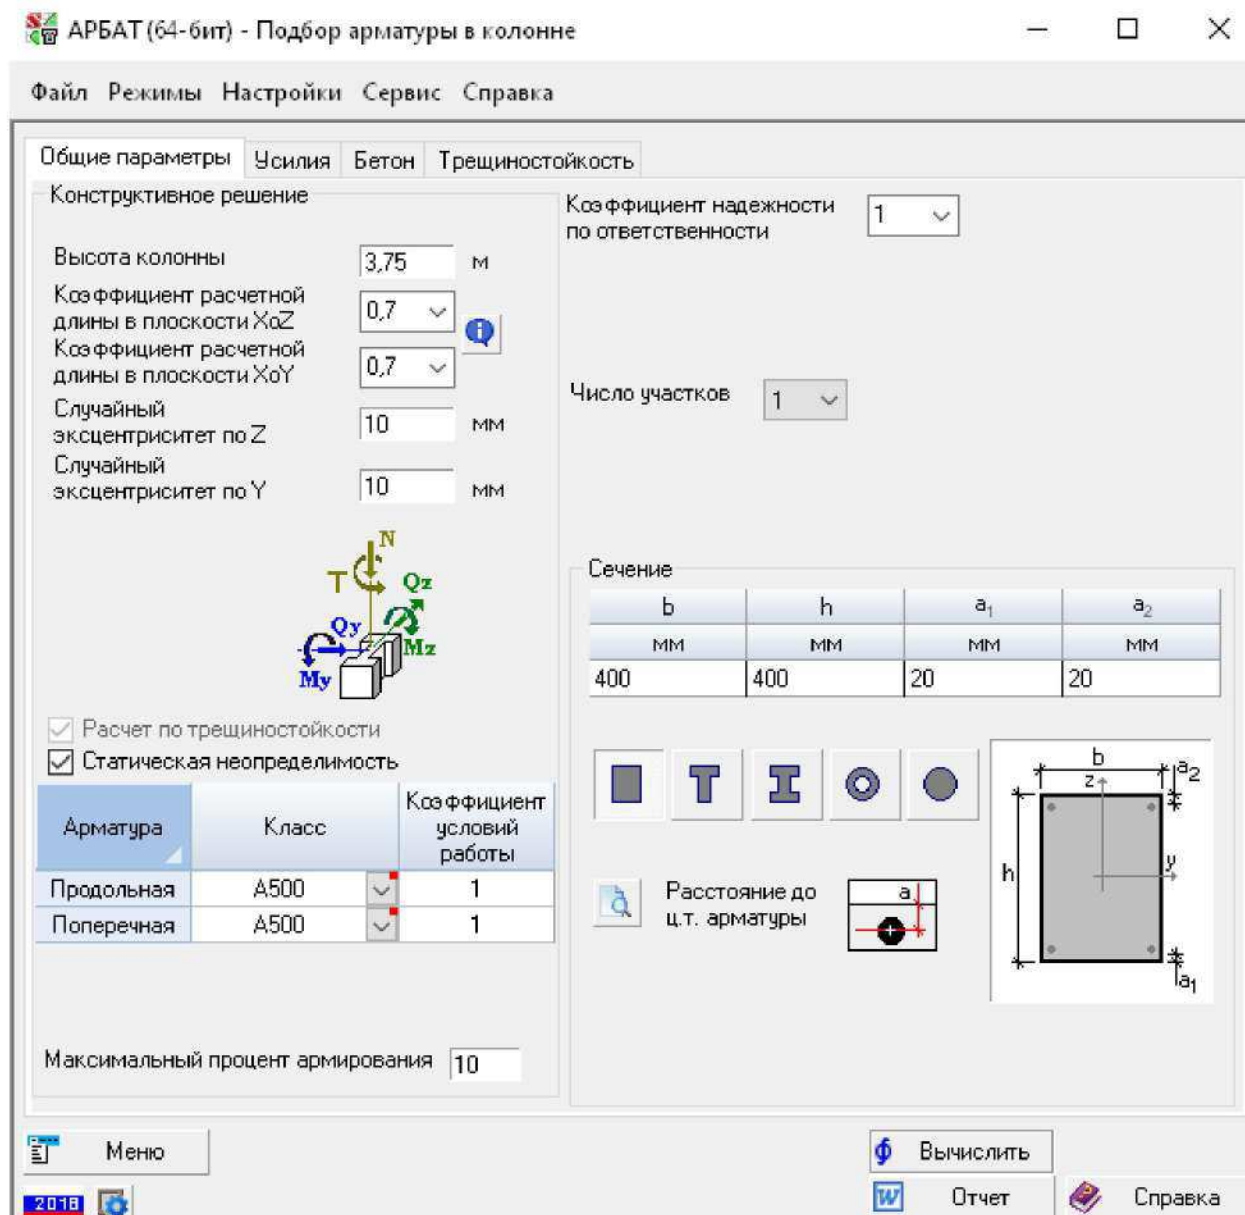 АРБАТ (64-бит) - Подбор арматуры в колонне
Файл Режимы Настройки Сервис Справка
Общие параметры Усилия Бетон Трещиностойкость
Конструктивное решение
Высота колонны 3,75 м
Коэффициент расчетной
длины в плоскости XoZ 0,7
Коэффициент расчетной
длины в плоскости XoY 0,7
Случайный
эксцентриситет по Z 10 мм
Случайный
эксцентриситет по Y 10 мм
N
T
Qz
Qy
Mz
My
Расчет по трещиностойкости
Статическая неопределимость
Арматура Класс Коэффициент
условий
работы
Продольная A500 1
Поперечная A500 1
Максимальный процент армирования 10
Коэффициент надежности
по ответственности 1
Число участков 1
Сечение
b h a1 a2
мм мм мм мм
400 400 20 20
Расстояние до
ц.т. арматуры
a
b
a2
z
h
y
a1
Меню Вычислить
2018 Отчет Справка